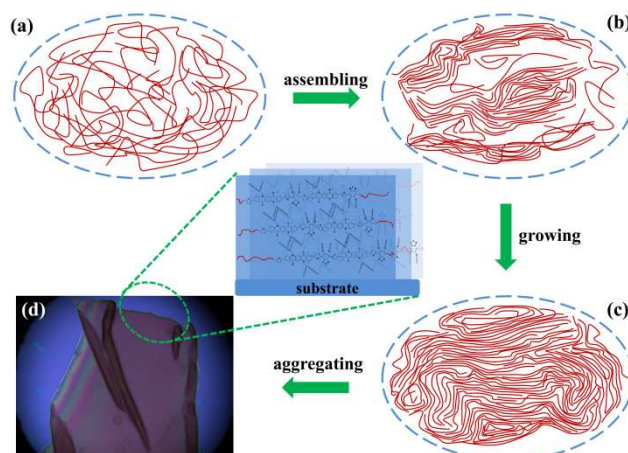 (a)
assembling
(b)
growing
substrate
(d)
aggregating
(c)